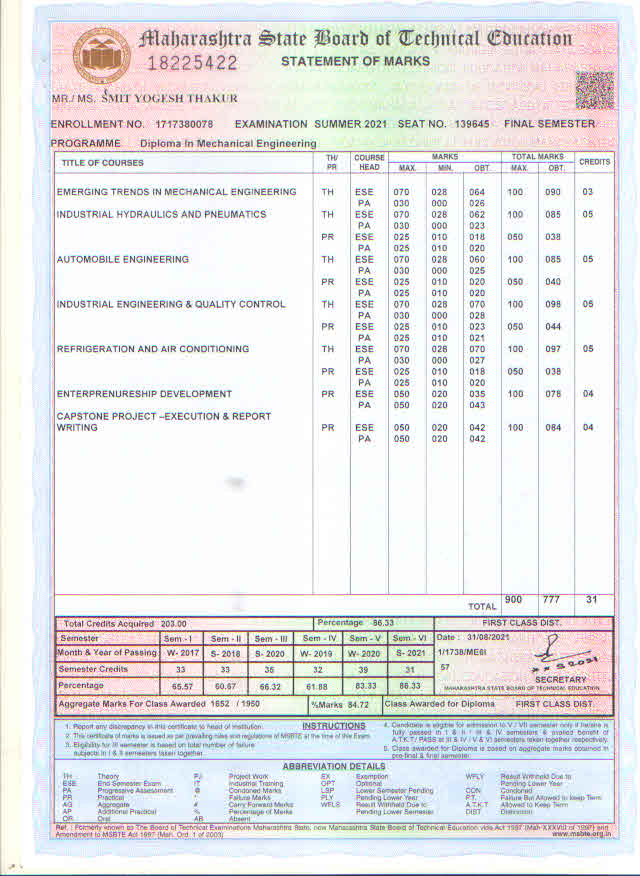 Maharashtra State Board of Technical Education
18225422
STATEMENT OF MARKS
MR./ MS. SMIT YOGESH THAKUR
ENROLLMENT NO. 1717380078 EXAMINATION SUMMER 2021 SEAT NO. 139645 FINAL SEMESTER
PROGRAMME Diploma In Mechanical Engineering
TITLE OF COURSES TH/ PR COURSE HEAD MARKS TOTAL MARKS CREDITS
MAX. MIN. OBT. MAX. OBT.
EMERGING TRENDS IN MECHANICAL ENGINEERING TH ESE 070 028 064 100 090 03
PA 030 000 026
INDUSTRIAL HYDRAULICS AND PNEUMATICS TH ESE 070 028 062 100 085 05
PA 030 000 023
PR ESE 025 010 018 050 038
PA 025 010 020
AUTOMOBILE ENGINEERING TH ESE 070 028 060 100 085 05
PA 030 000 025
PR ESE 025 010 020 050 040
PA 025 010 020
INDUSTRIAL ENGINEERING & QUALITY CONTROL TH ESE 070 028 070 100 098 05
PA 030 000 028
PR ESE 025 010 023 050 044
PA 025 010 021
REFRIGERATION AND AIR CONDITIONING TH ESE 070 028 070 100 097 05
PA 030 000 027
PR ESE 025 010 018 050 038
PA 025 010 020
ENTERPRENURESHIP DEVELOPMENT PR ESE 050 020 035 100 078 04
PA 050 020 043
CAPSTONE PROJECT –EXECUTION & REPORT
WRITING PR ESE 050 020 042 100 084 04
PA 050 020 042
TOTAL 900 777 31
Total Credits Acquired 203.00 Percentage 86.33 FIRST CLASS DIST.
Semester Sem - I Sem - II Sem - III Sem - IV Sem - V Sem - VI Date : 31/08/2021
Month & Year of Passing W- 2017 S- 2018 S- 2020 W- 2019 W- 2020 S- 2021 1/1738/ME6I
Semester Credits 33 33 35 32 39 31 57
Percentage 65.57 60.67 66.32 61.88 83.33 86.33
SECRETARY
MAHARASHTRA STATE BOARD OF TECHNICAL EDUCATION
Aggregate Marks For Class Awarded 1652 / 1950 %Marks 84.72 Class Awarded for Diploma FIRST CLASS DIST.
INSTRUCTIONS
1. Report any discrepancy in this certificate to head of institution.
2. This certificate of marks is issued as per prevailing rules and regulations of MSBTE at the time of this Exam.
3. Eligibility for III semester is based on total number of failure
subjects in I & II semesters taken together.
4. Candidate is eligible for admission to V / VII semester only if he/she is
fully passed in I & II / III & IV semesters & availed benefit of
A.T.K.T./ PASS at III & IV / V & VI semesters taken together respectively.
5. Class awarded for Diploma is based on aggregate marks obtained in
pre-final & final semester.
ABBREVIATION DETAILS
TH Theory PJ Project Work EX Exemption WFLY Result Withheld Due to
ESE End Semester Exam IT Industrial Training OPT Optional Pending Lower Year
PA Progressive Assessment @ Condoned Marks LSP Lower Semester Pending CON Condoned
PR Practical * Failure Marks PLY Pending Lower Year F.T. Failure But Allowed to Keep Term
AG Aggregate # Carry Forward Marks WFLS Result Withheld Due to A.T.K.T Allowed to Keep Term
AP Additional Practical % Percentage of Marks Pending Lower Semester DIST Distinction
OR Oral AB Absent
Ref. : Formerly known as The Board of Technical Examinations Maharashtra State, now Maharashtra State Board of Technical Education vide Act 1997 (Mah-XXXVIII of 1997) and
Amendment to MSBTE Act 1997 (Mah. Ord. 1 of 2003) www.msbte.org.in